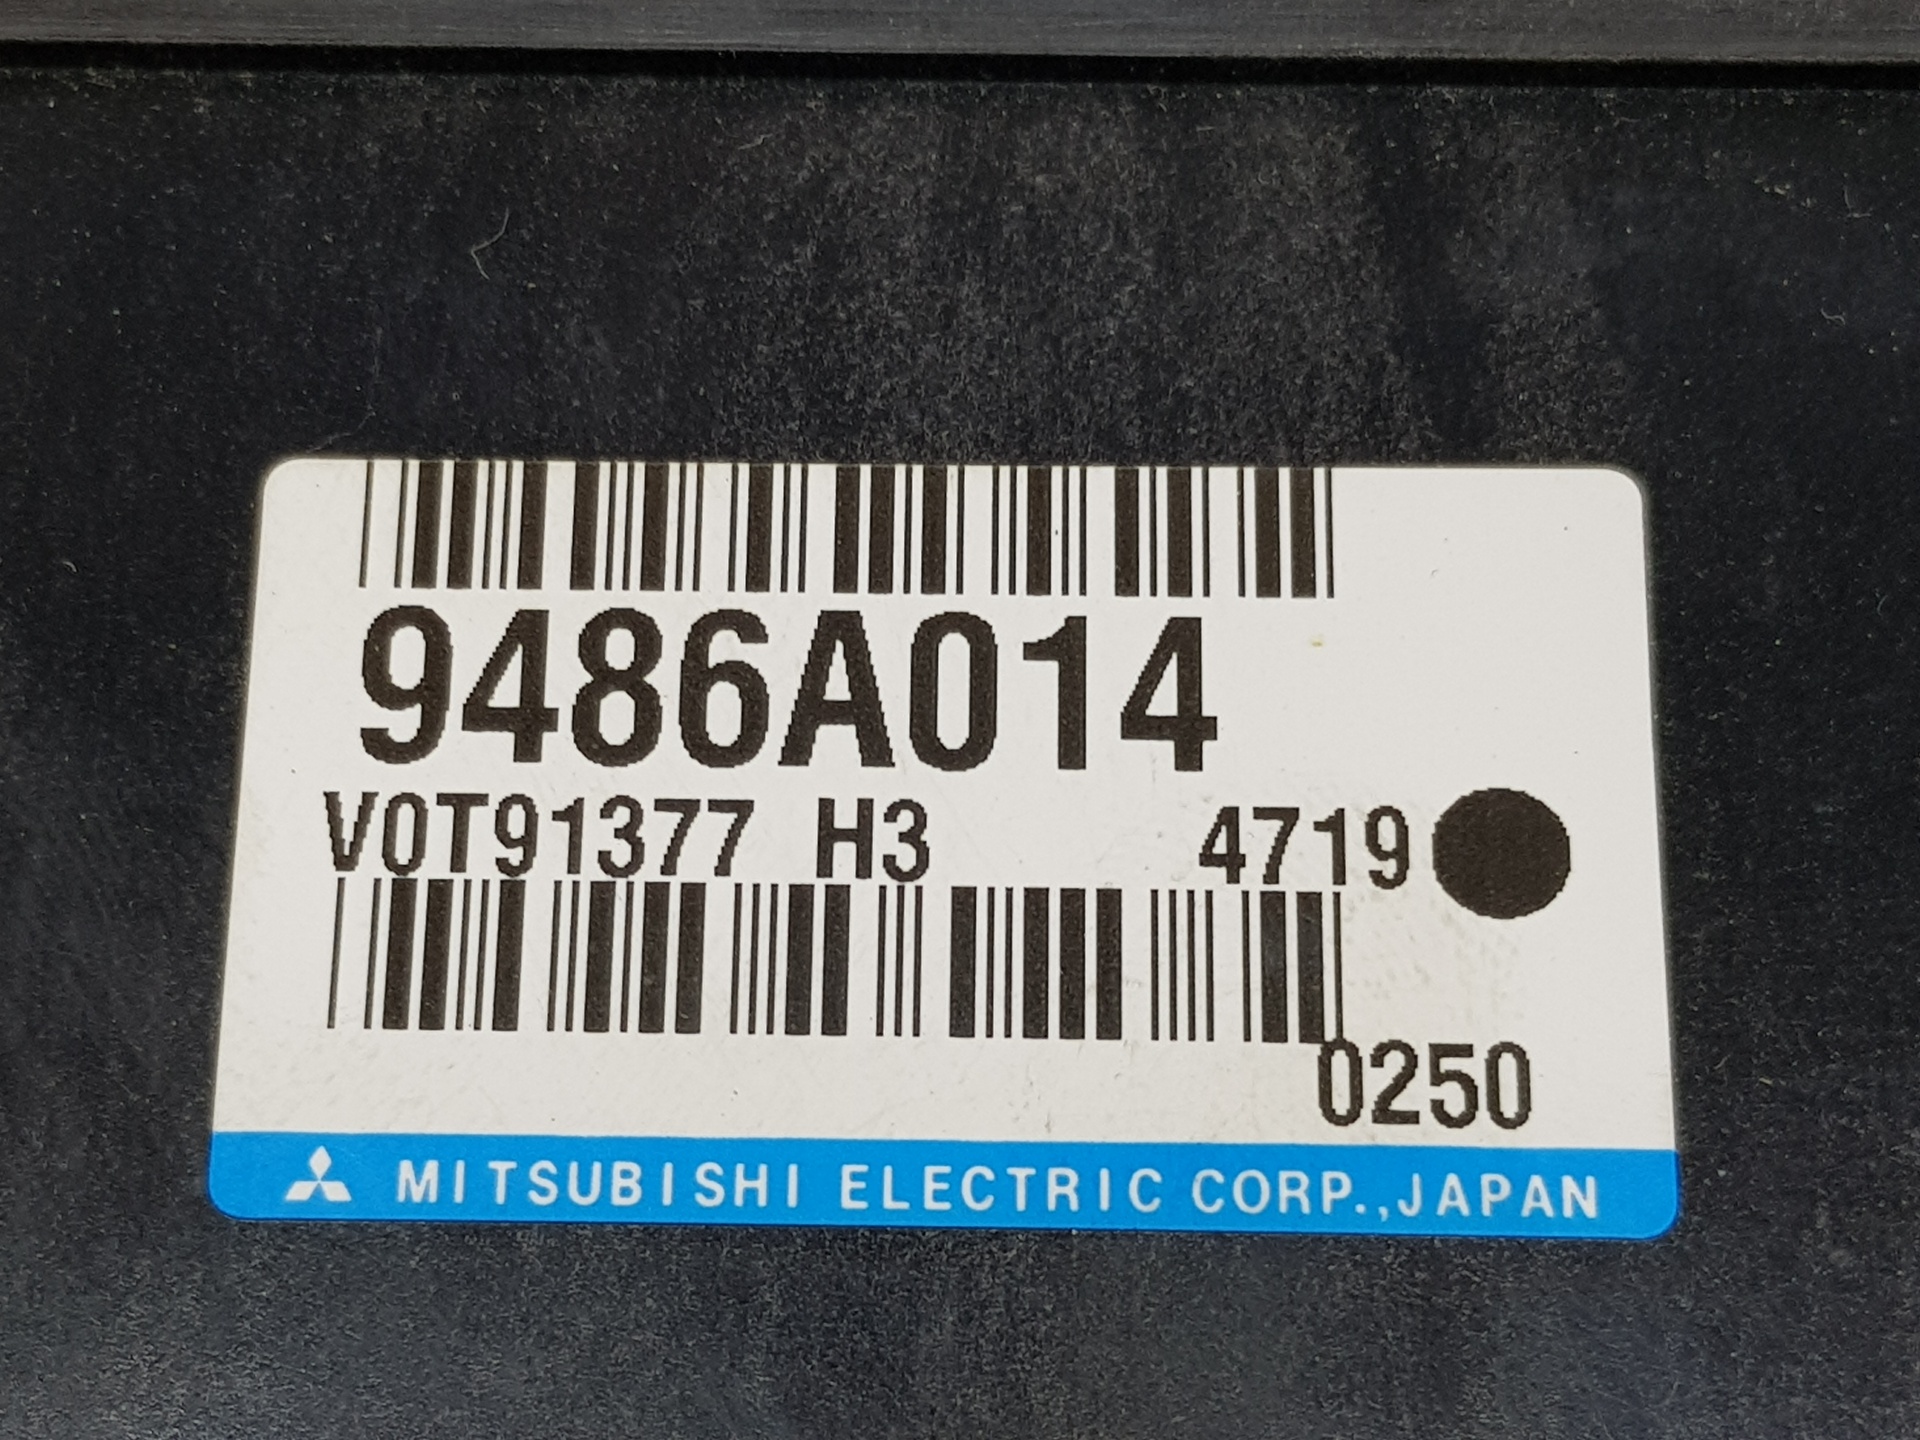 9486A014
V0T91377 H3 4719
0250
MITSUBISHI ELECTRIC CORP.,JAPAN